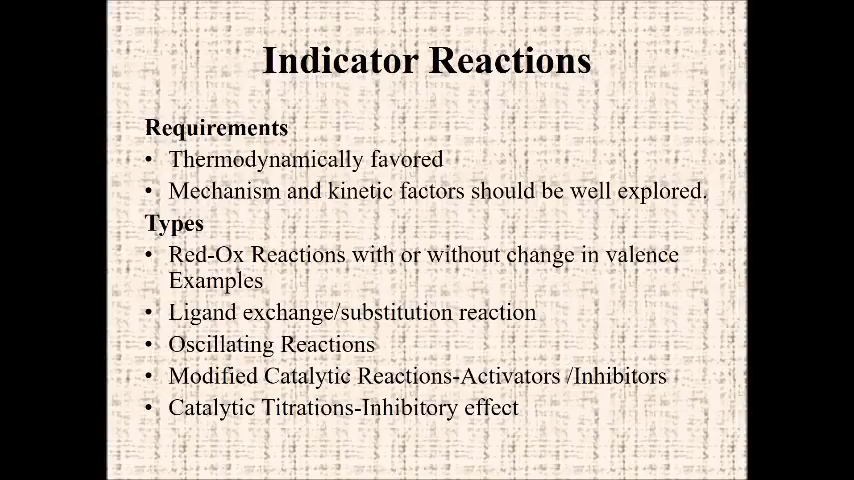 Indicator Reactions
Requirements
• Thermodynamically favored
• Mechanism and kinetic factors should be well explored.
Types
• Red-Ox Reactions with or without change in valence
Examples
• Ligand exchange/substitution reaction
• Oscillating Reactions
• Modified Catalytic Reactions-Activators /Inhibitors
• Catalytic Titrations-Inhibitory effect